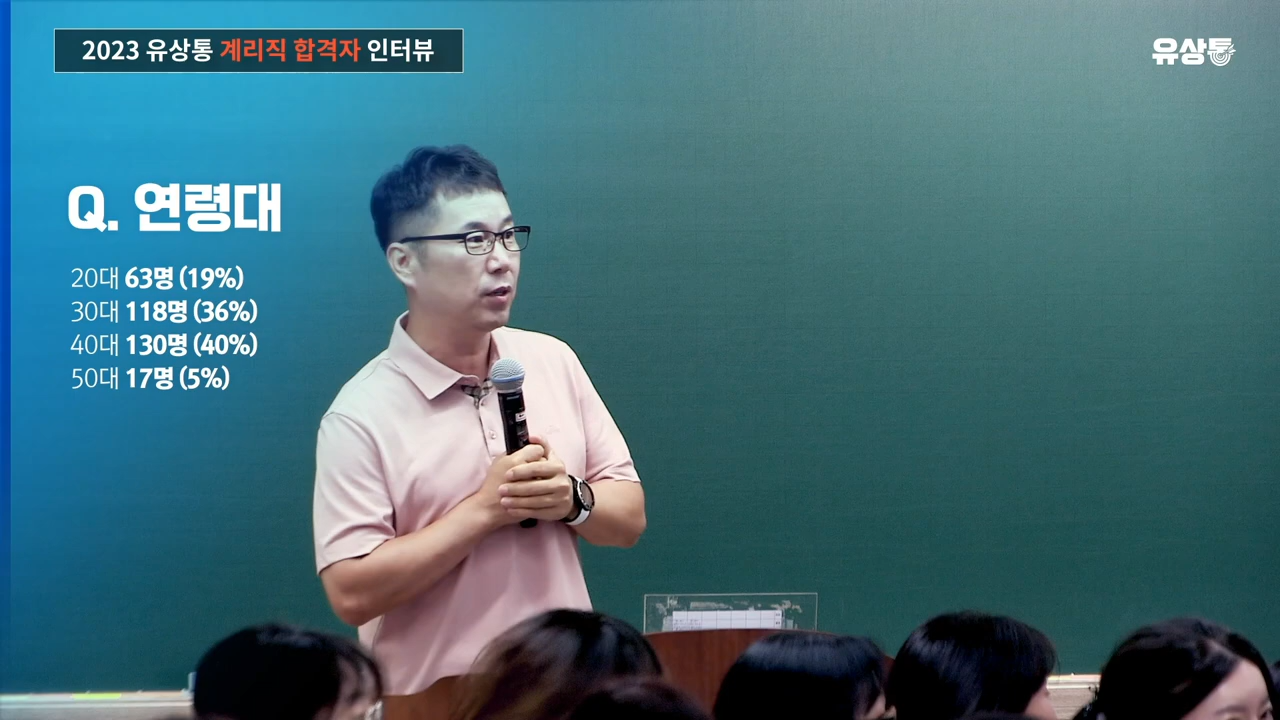 2023 유상통 계리직 합격자 인터뷰
유상통
Q. 연령대
20대 63명 (19%)
30대 118명 (36%)
40대 130명 (40%)
50대 17명 (5%)